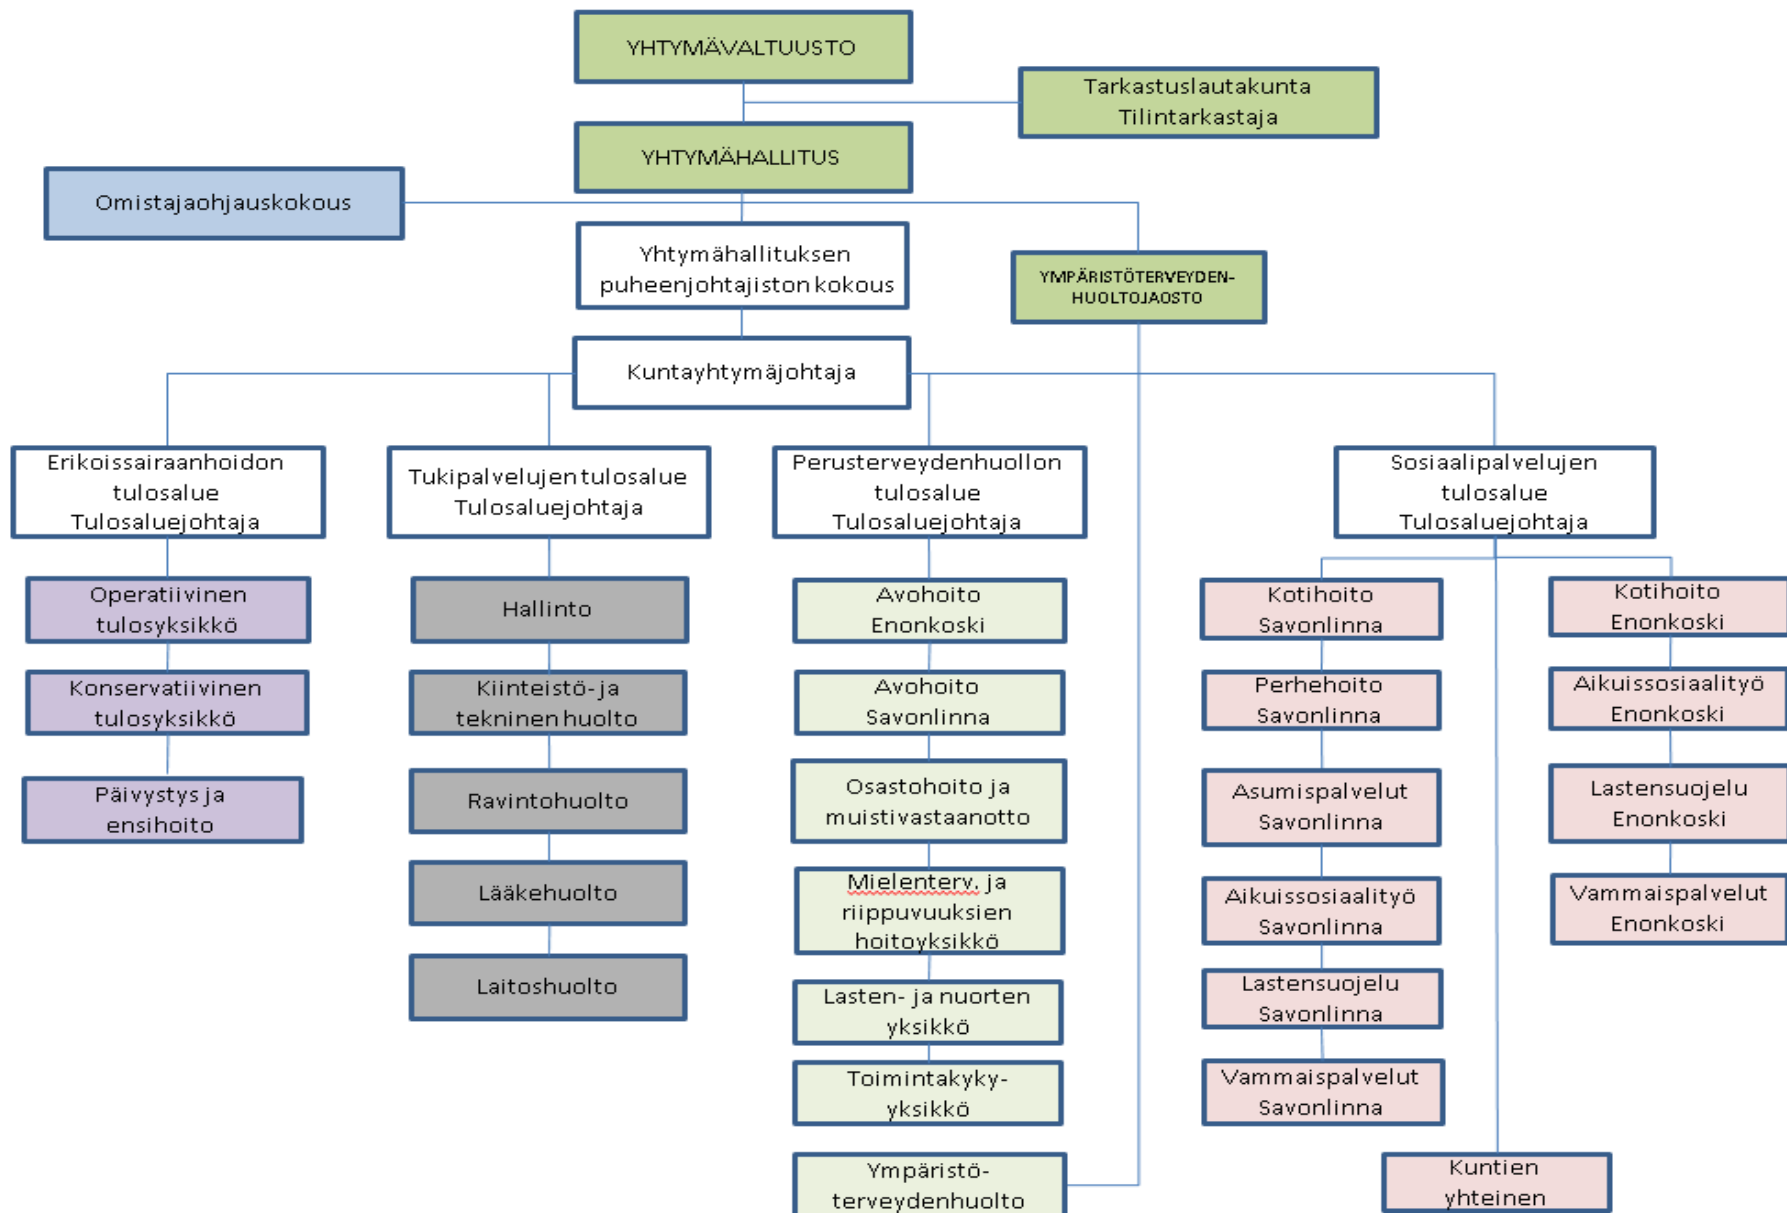 YHTYMÄVALTUUSTO
Tarkastuslautakunta
Tilintarkastaja
YHTYMÄHALLITUS
Omistajaohjauskokous
Yhtymähallituksen
puheenjohtajiston kokous
YMPÄRISTÖTERVEYDEN-
HUOLTOJAOSTO
Kuntayhtymäjohtaja
Erikoissairaanhoidon
tulosalue
Tulosaluejohtaja
Tukipalvelujen tulosalue
Tulosaluejohtaja
Perusterveydenhuollon
tulosalue
Tulosaluejohtaja
Sosiaalipalvelujen
tulosalue
Tulosaluejohtaja
Operatiivinen
tulosyksikkö
Konservatiivinen
tulosyksikkö
Päivystys ja
ensihoito
Hallinto
Kiinteistö- ja
tekninen huolto
Ravintohuolto
Lääkehuolto
Laitoshuolto
Avohoito
Enonkoski
Avohoito
Savonlinna
Osastohoito ja
muistivastaanotto
Mielenterv. ja
riippuvuuksien
hoitoyksikkö
Lasten- ja nuorten
yksikkö
Toimintakyky-
yksikkö
Ympäristö-
terveydenhuolto
Kotihoito
Savonlinna
Perhehoito
Savonlinna
Asumispalvelut
Savonlinna
Aikuissosiaalityö
Savonlinna
Lastensuojelu
Savonlinna
Vammaispalvelut
Savonlinna
Kotihoito
Enonkoski
Aikuissosiaalityö
Enonkoski
Lastensuojelu
Enonkoski
Vammaispalvelut
Enonkoski
Kuntien
yhteinen